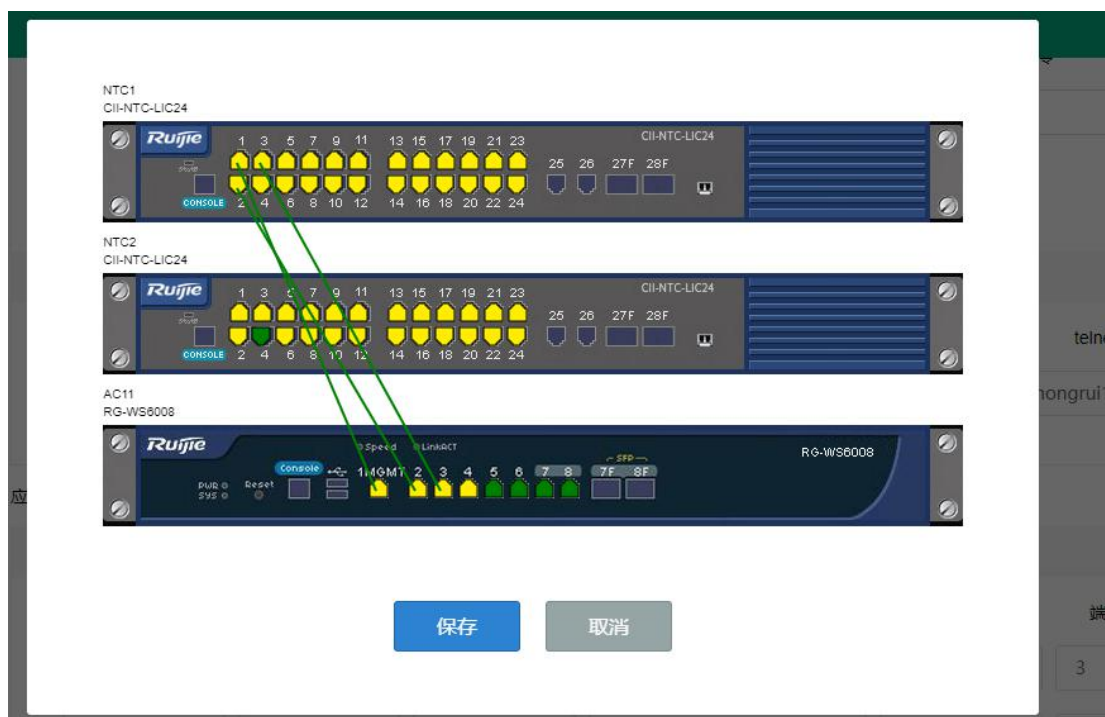 NTC1
CII-NTC-LIC24
Ruijie
1 3 5 7 9 11 13 15 17 19 21 23
CII-NTC-LIC24
25 26 27F 28F
CONSOLE
2 4 6 8 10 12 14 16 18 20 22 24
NTC2
CII-NTC-LIC24
Ruijie
1 3 5 7 9 11 13 15 17 19 21 23
CII-NTC-LIC24
25 26 27F 28F
CONSOLE
2 4 6 8 10 12 14 16 18 20 22 24
AC11
RG-WS6008
Ruijie
Speed LinkACT
SFP
RG-WS6008
Console 1MGMT 2 3 4 5 6 7 8 7F 8F
PWR Reset
SYS
保存 取消
应
3